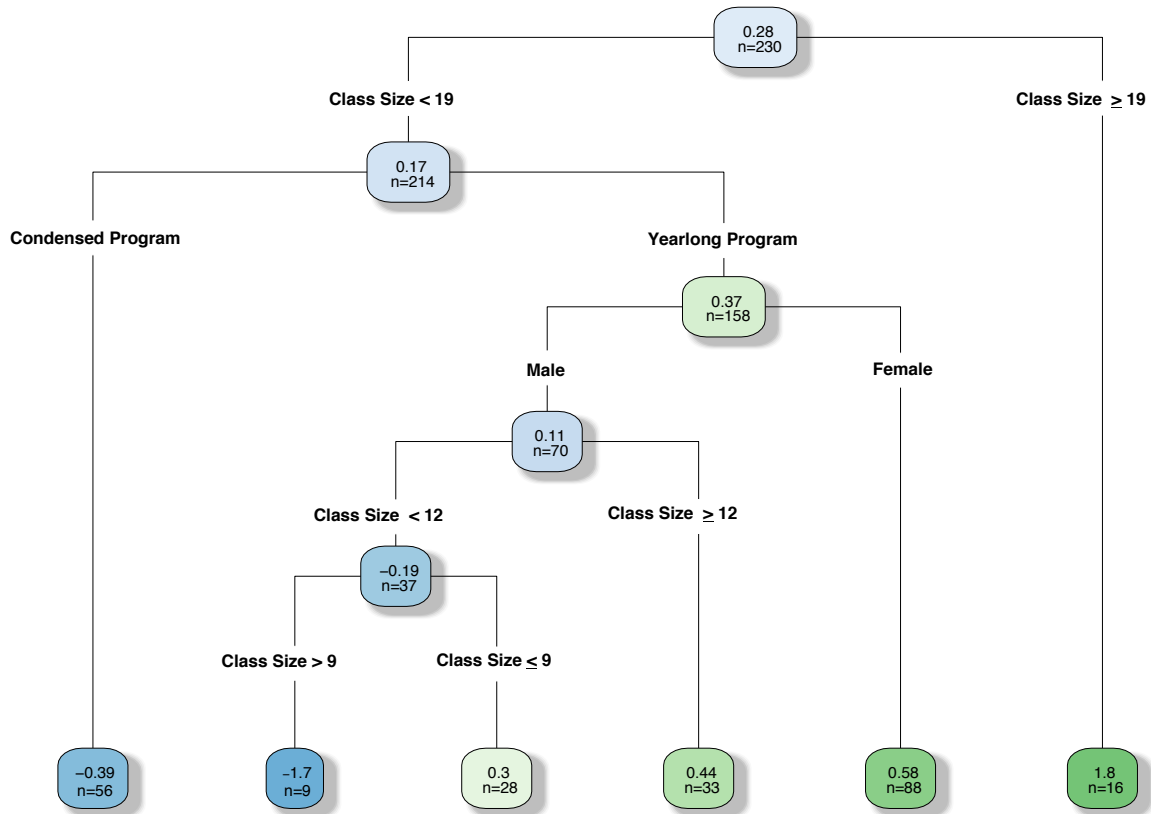 0.28
n=230
Class Size < 19
Class Size ≥ 19
0.17
n=214
Condensed Program
Yearlong Program
0.37
n=158
Male
Female
0.11
n=70
Class Size < 12
Class Size ≥ 12
−0.19
n=37
Class Size > 9
Class Size ≤ 9
−0.39
n=56
−1.7
n=9
0.3
n=28
0.44
n=33
0.58
n=88
1.8
n=16